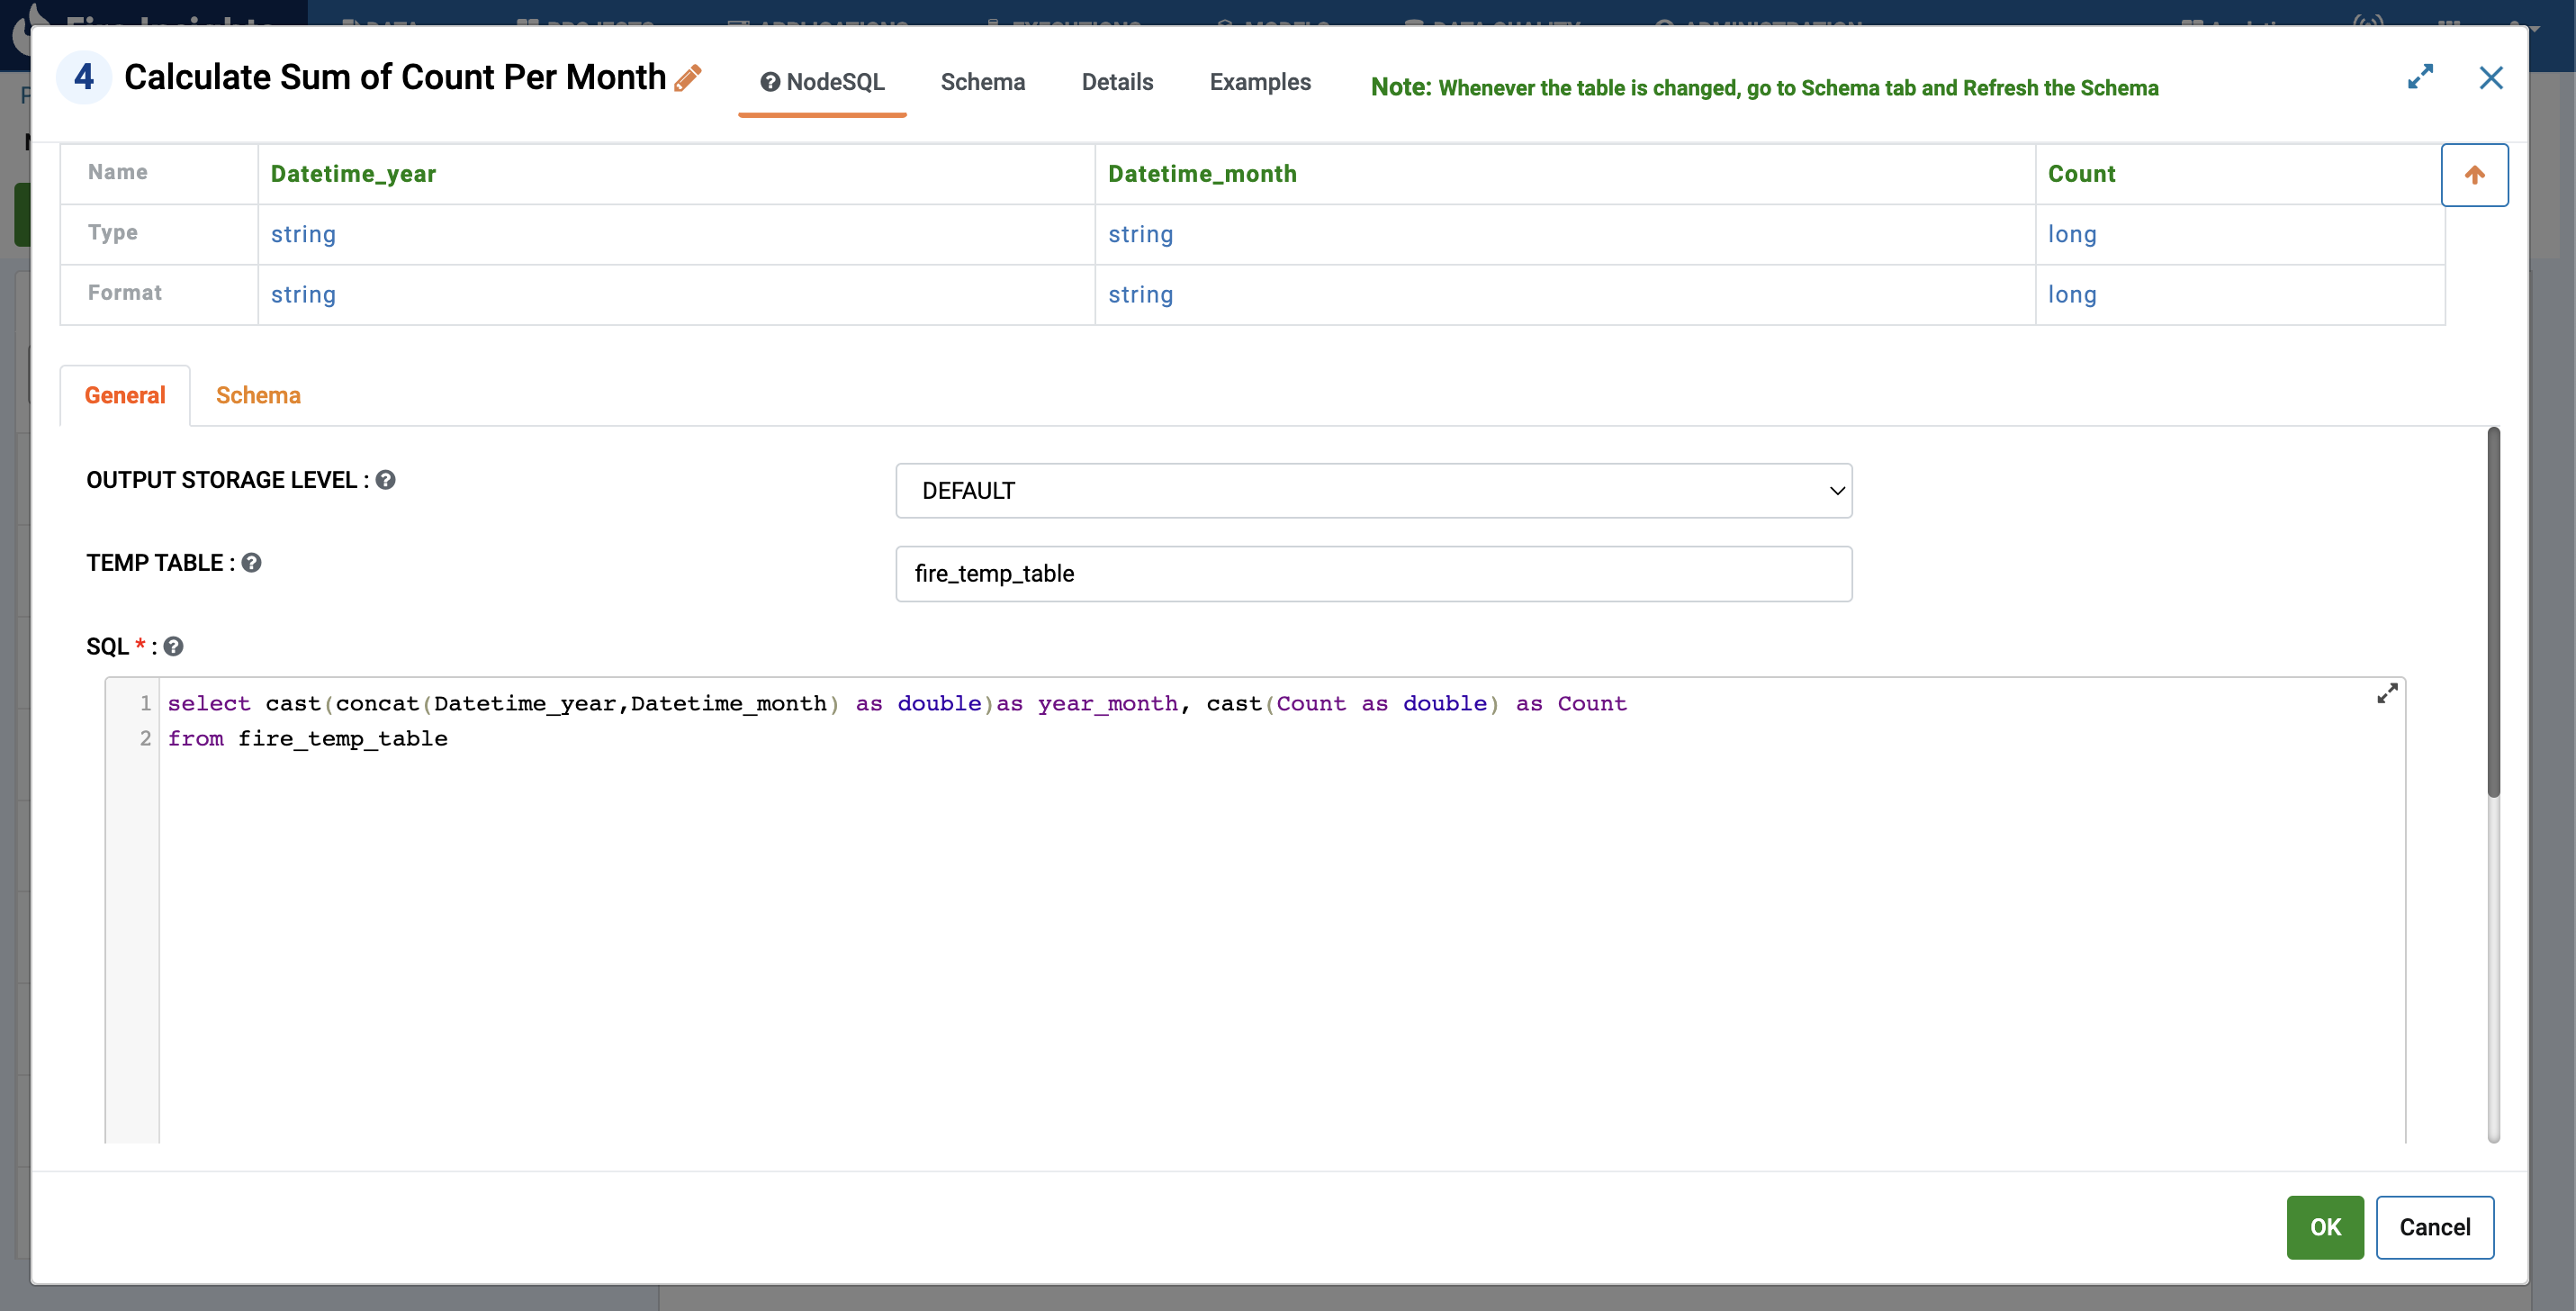 4 Calculate Sum of Count Per Month NodeSQL Schema Details Examples Note: Whenever the table is changed, go to Schema tab and Refresh the Schema
Name Datetime_year Datetime_month Count
Type string string long
Format string string long
General Schema
OUTPUT STORAGE LEVEL : DEFAULT
TEMP TABLE : fire_temp_table
SQL * :
1 select cast(concat(Datetime_year,Datetime_month) as double)as year_month, cast(Count as double) as Count
2 from fire_temp_table
OK Cancel